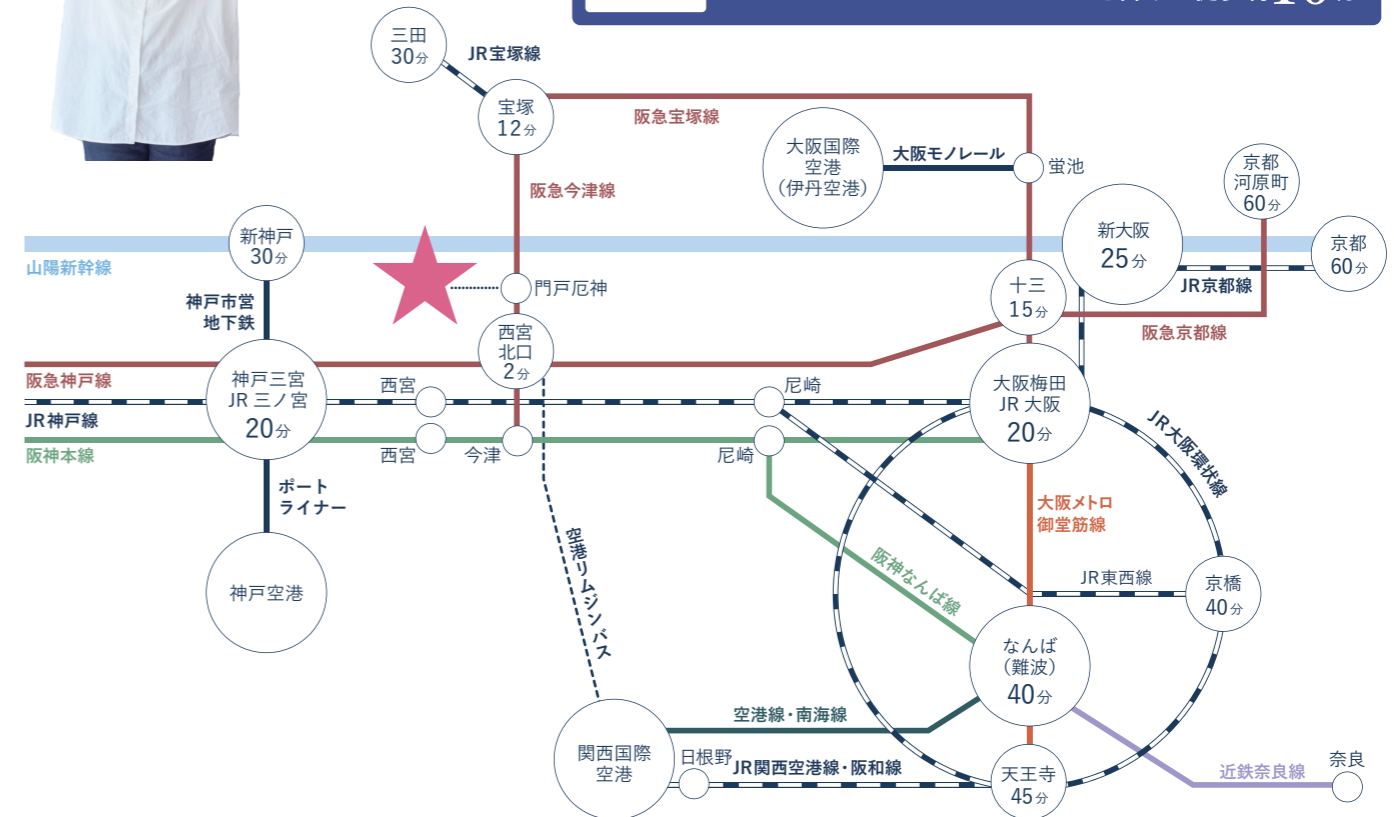 三田
30分
JR宝塚線
宝塚
12分
阪急宝塚線
大阪国際
空港
（伊丹空港）
大阪モノレール
蛍池
京都
河原町
60分
阪急今津線
新神戸
30分
山陽新幹線
新大阪
25分
京都
60分
JR京都線
神戸市営
地下鉄
門戸厄神
十三
15分
阪急京都線
西宮
北口
2分
阪急神戸線
神戸三宮
JR 三ノ宮
20分
西宮
尼崎
大阪梅田
JR 大阪
20分
JR神戸線
JR大阪環状線
阪神本線
西宮
今津
尼崎
ポート
ライナー
大阪メトロ
御堂筋線
空港リムジンバス
阪神なんば線
JR東西線
京橋
40分
神戸空港
なんば
（難波）
40分
空港線・南海線
関西国際
空港
日根野
JR関西空港線・阪和線
天王寺
45分
近鉄奈良線
奈良